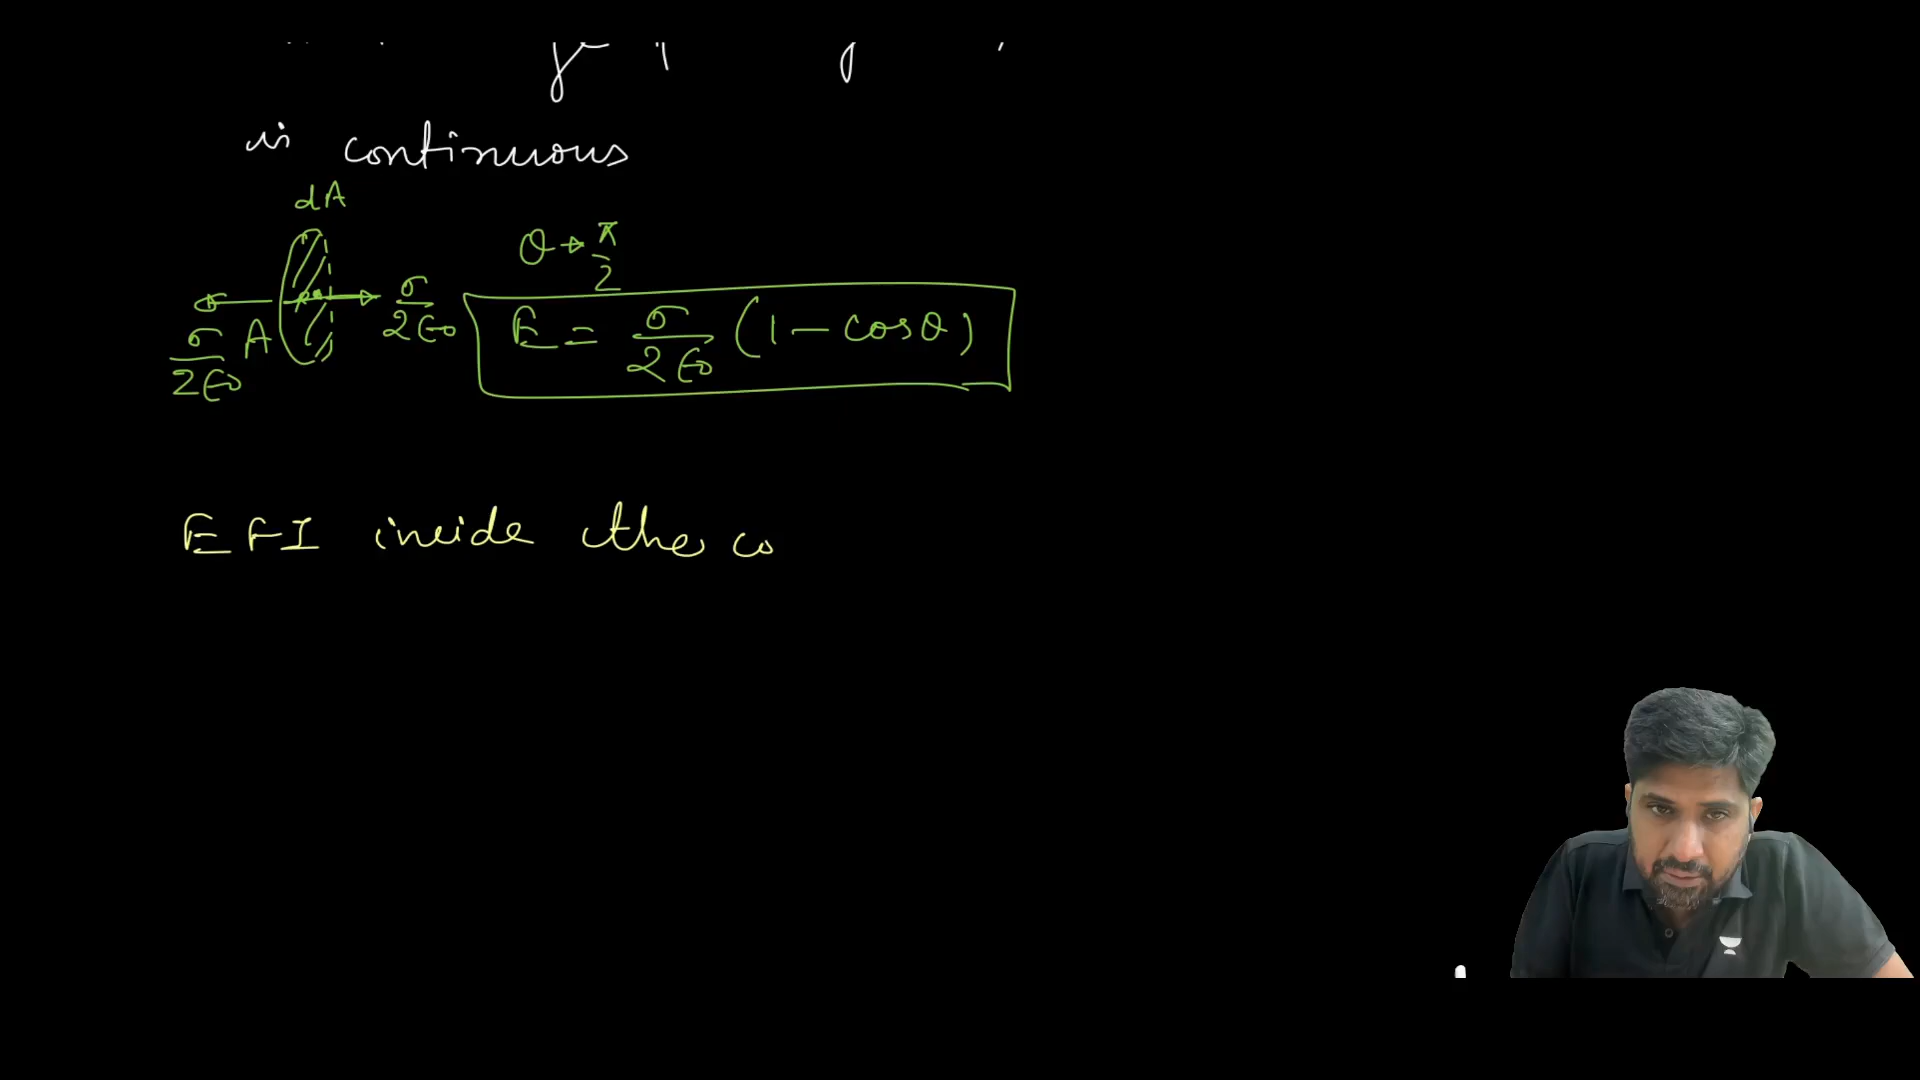 is continuous
dA
θ → π/2
σ/2ϵ0 A σ/2ϵ0 E = σ/2ϵ0 (1 - cosθ)
EFI inside the co